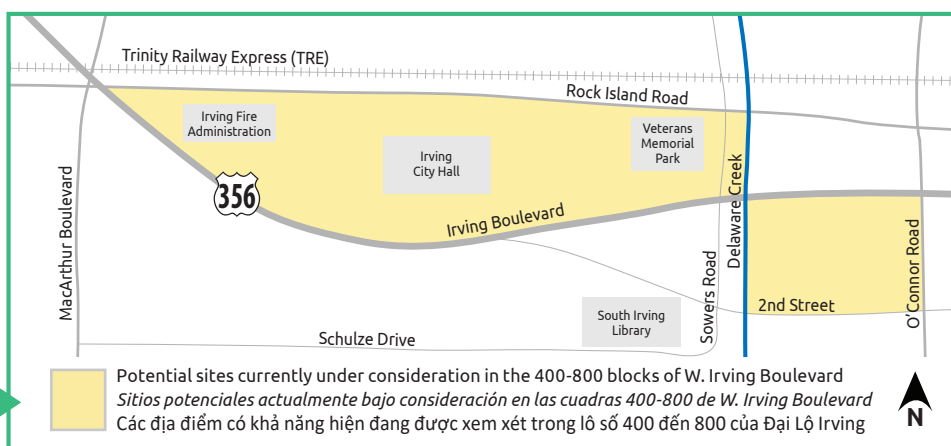 Trinity Railway Express (TRE)
Rock Island Road
Irving Fire
Administration
Veterans
Memorial
Park
Irving
City Hall
356
MacArthur Boulevard
Irving Boulevard
Sowers Road
Delaware Creek
O'Connor Road
2nd Street
South Irving
Library
Schulze Drive
Potential sites currently under consideration in the 400-800 blocks of W. Irving Boulevard
Sitios potenciales actualmente bajo consideración en las cuadras 400-800 de W. Irving Boulevard
Các địa điểm có khả năng hiện đang được xem xét trong lô số 400 đến 800 của Đại Lộ Irving
N